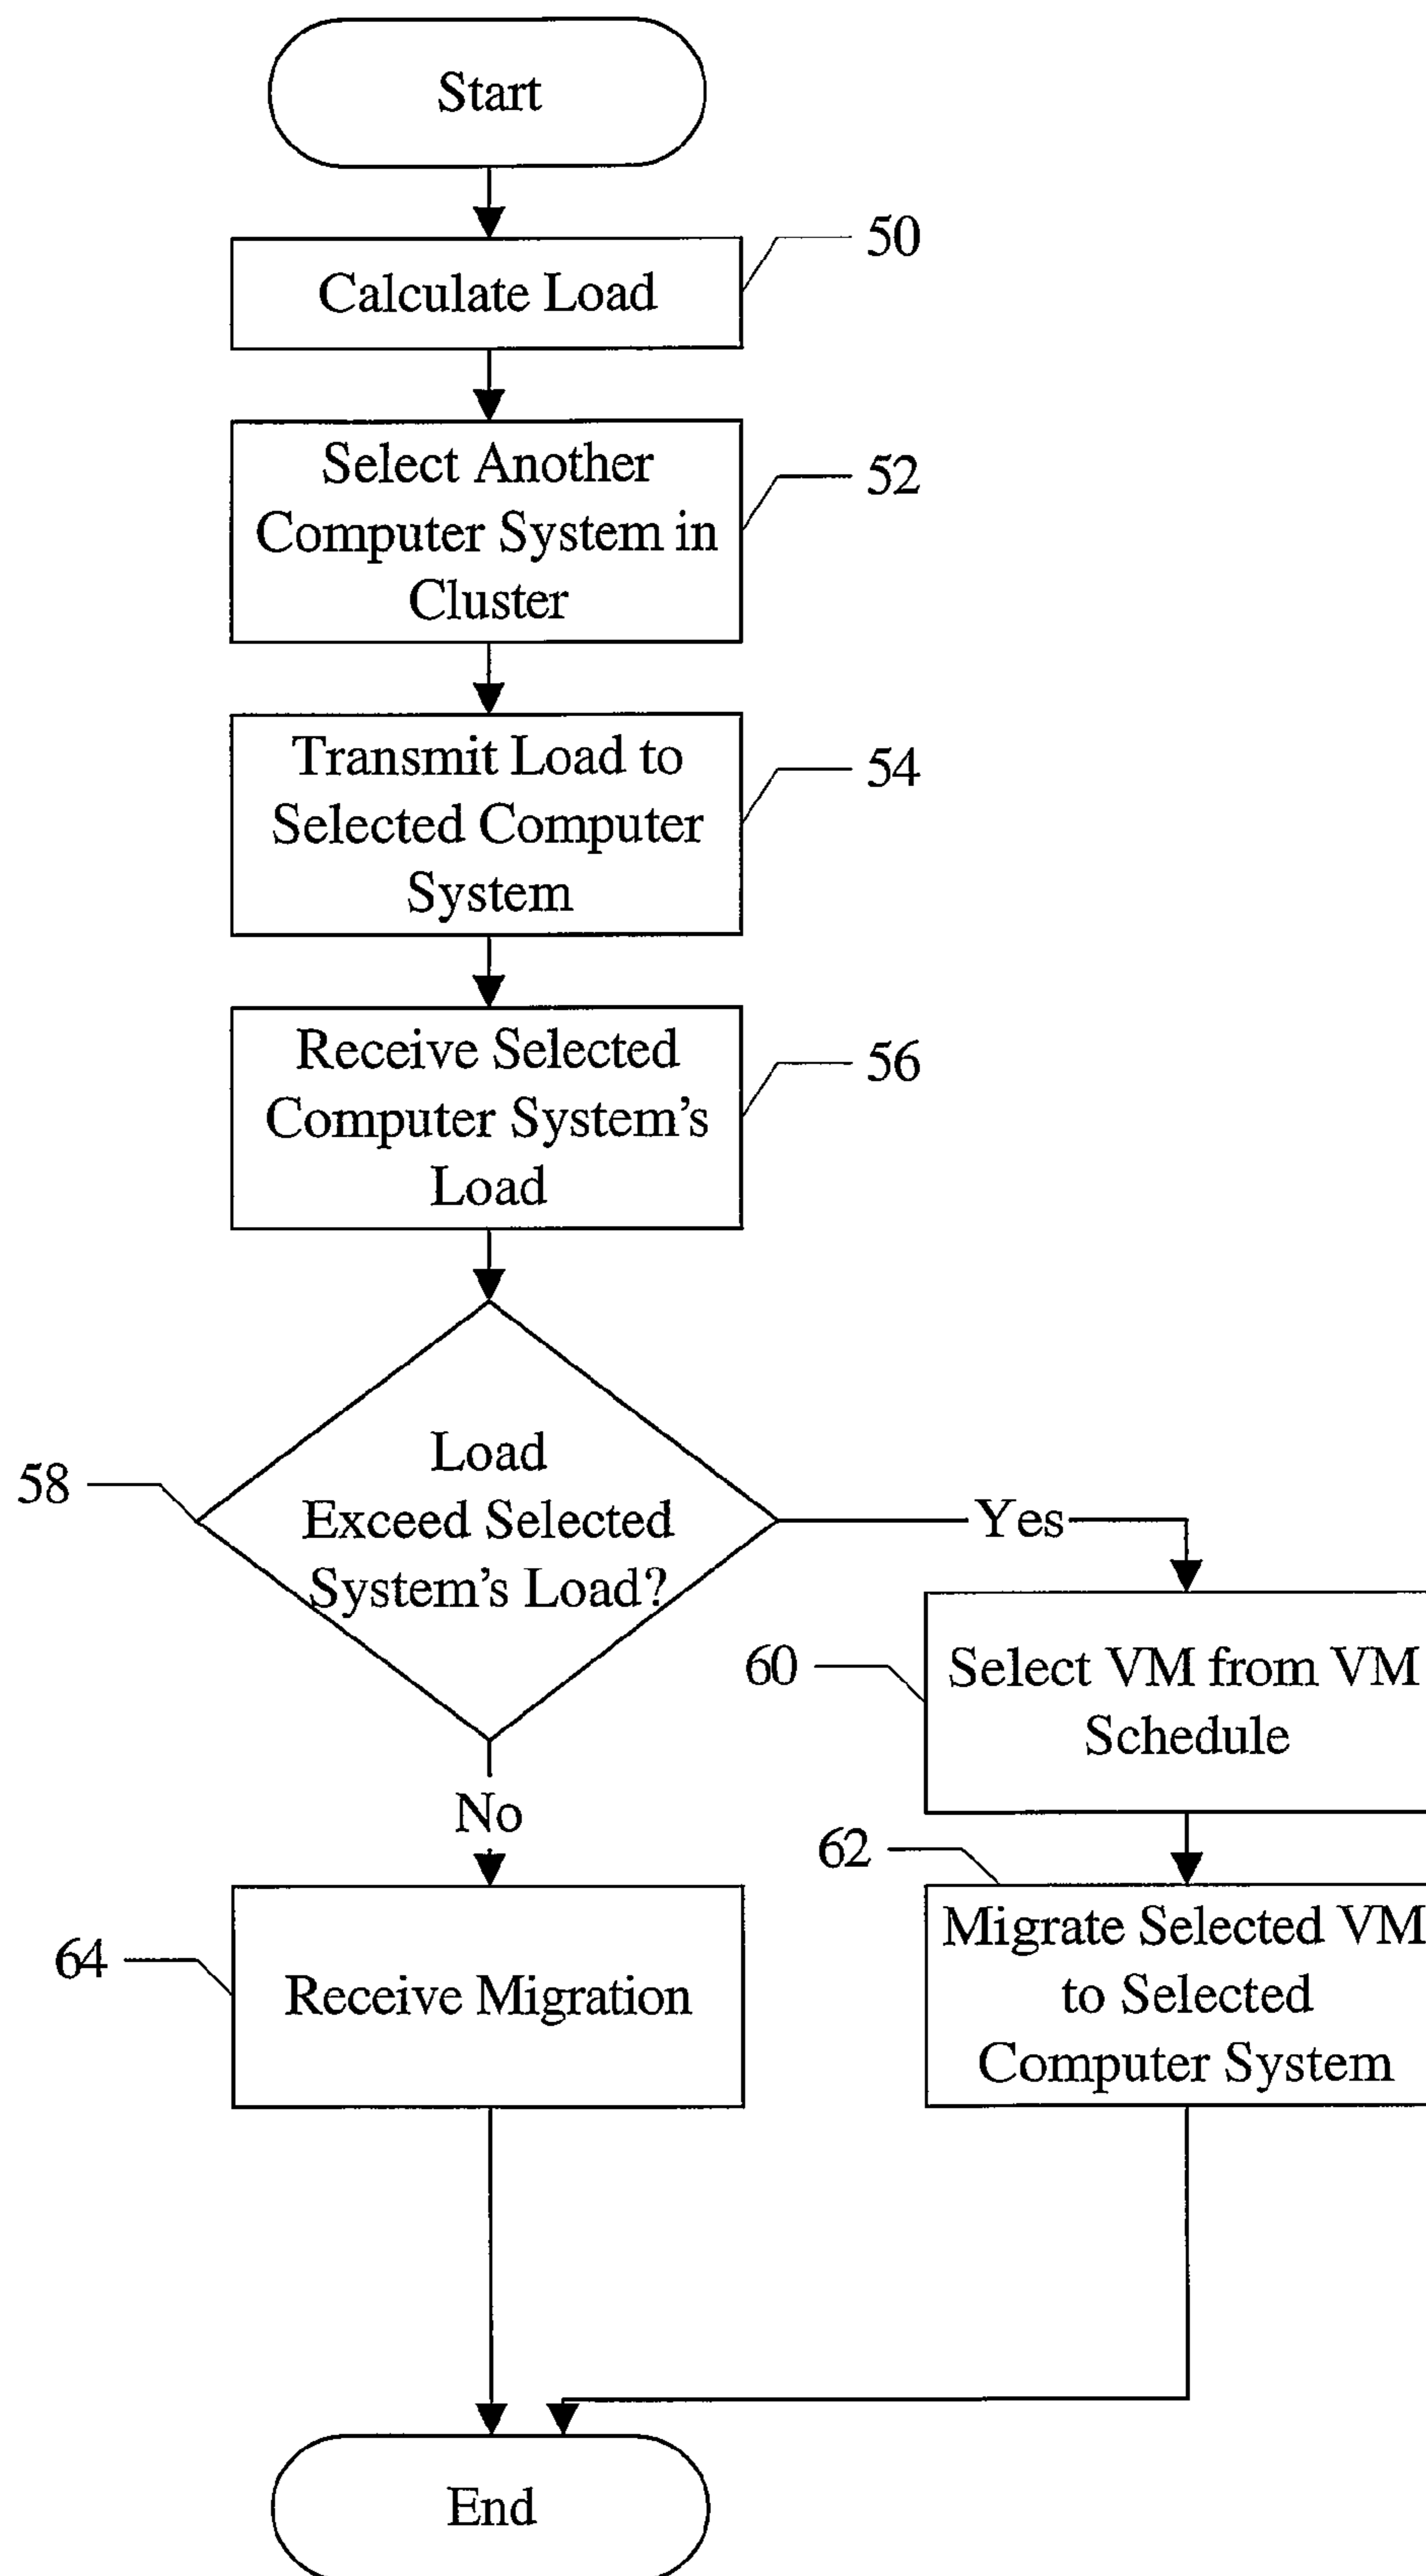 Start
Calculate Load
50
Select Another
Computer System in
Cluster
52
Transmit Load to
Selected Computer
System
54
Receive Selected
Computer System's
Load
56
58
Load
Exceed Selected
System's Load?
Yes
60
Select VM from VM
Schedule
No
62
Migrate Selected VM
to Selected
Computer System
64
Receive Migration
End